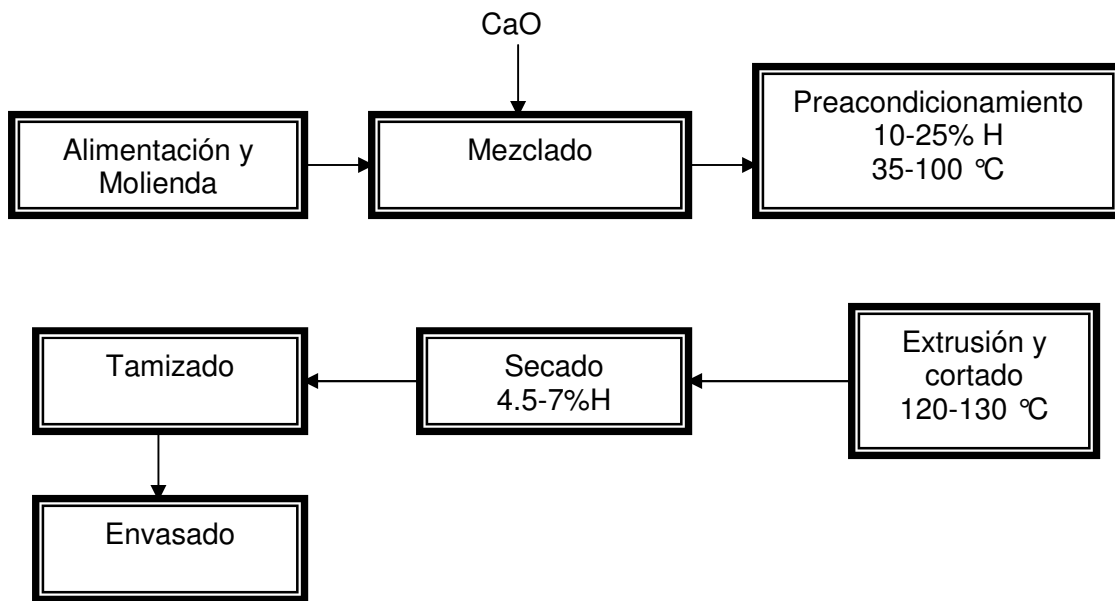 CaO
Alimentación y
Molienda
Mezclado
Preacondicionamiento
10-25% H
35-100 °C
Extrusión y
cortado
120-130 °C
Secado
4.5-7%H
Tamizado
Envasado